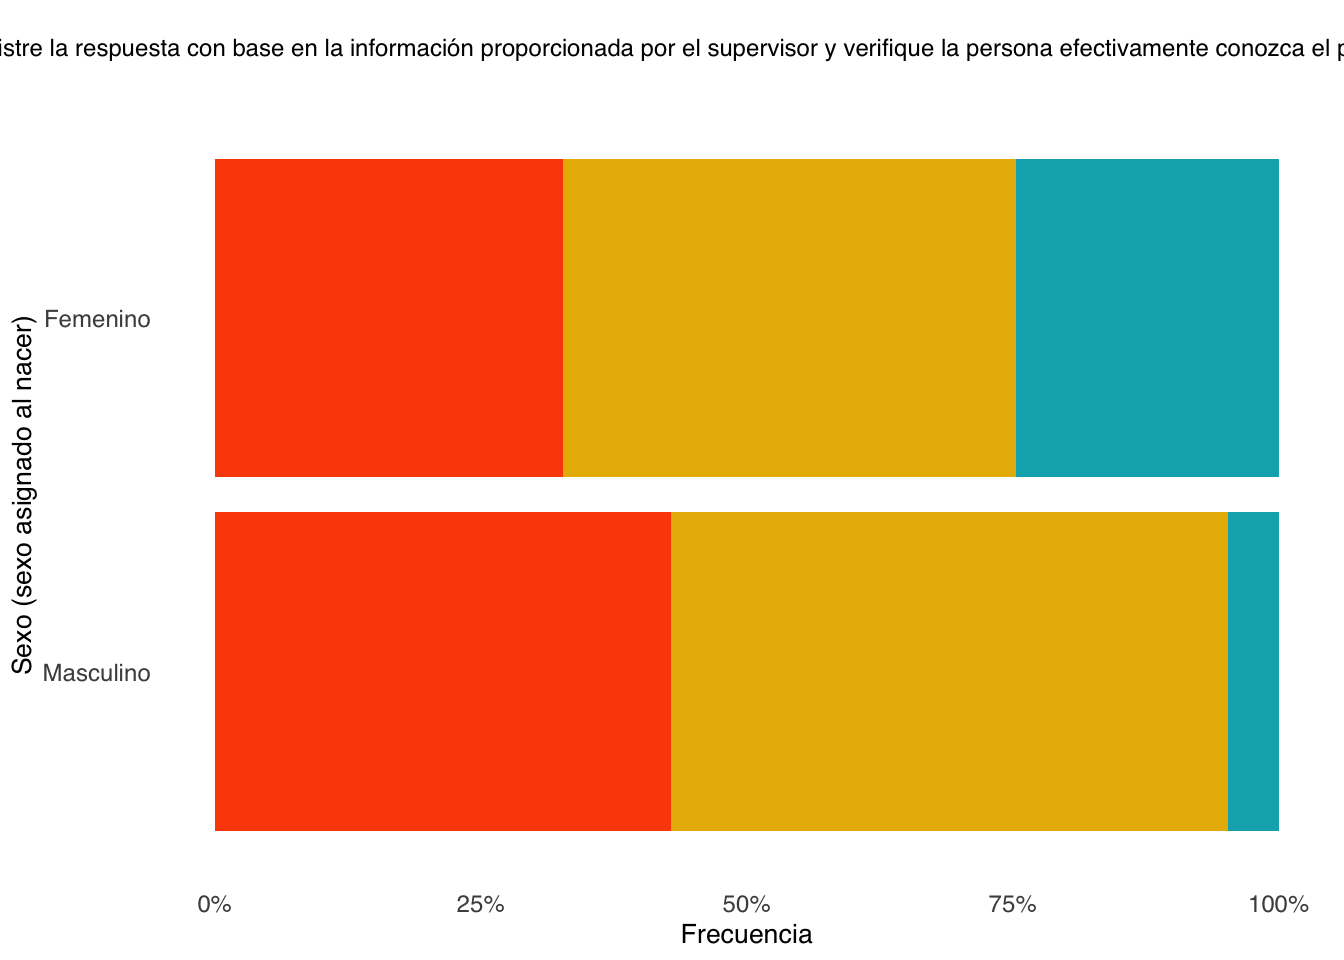 istre la respuesta con base en la información proporcionada por el supervisor y verifique la persona efectivamente conozca el p
Sexo (sexo asignado al nacer)
Femenino
Masculino
0% 25% 50% 75% 100%
Frecuencia